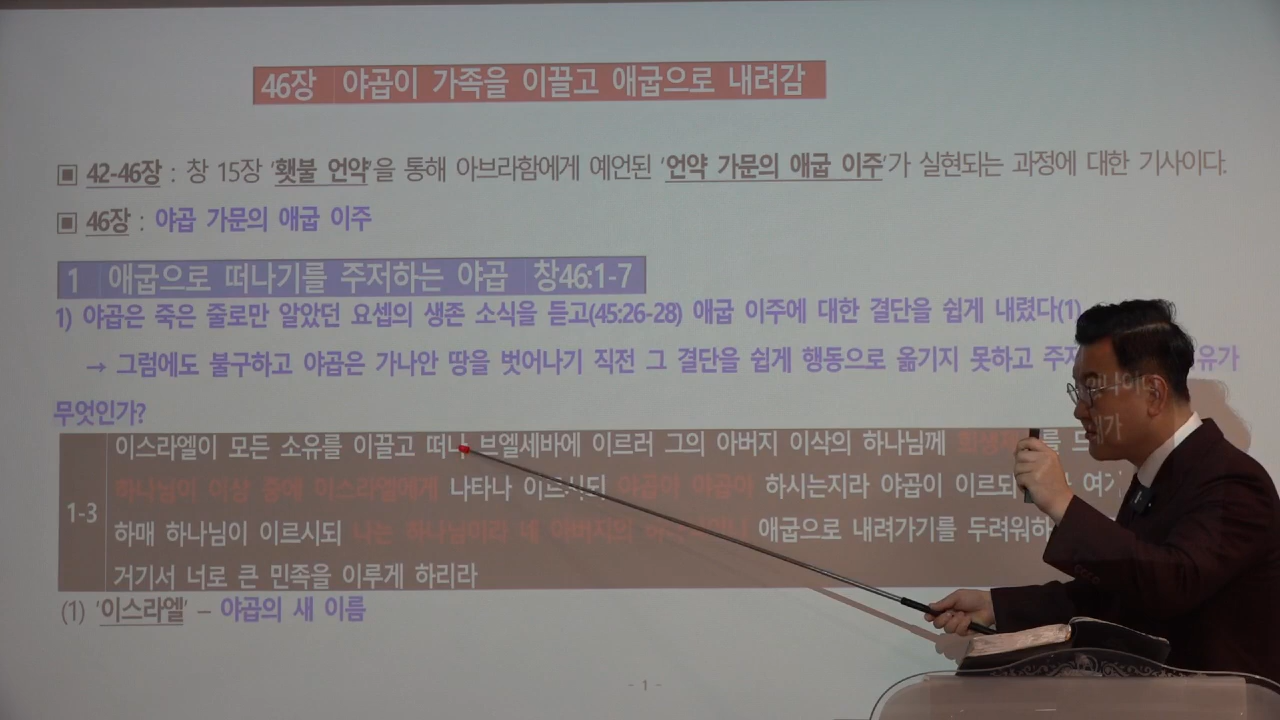 46장 야곱이 가족을 이끌고 애굽으로 내려감
▣ 42-46장 : 창 15장 '횃불 언약'을 통해 아브라함에게 예언된 '언약 가문의 애굽 이주'가 실현되는 과정에 대한 기사이다.
▣ 46장 : 야곱 가문의 애굽 이주
1 애굽으로 떠나기를 주저하는 야곱 창46:1-7
1) 야곱은 죽은 줄로만 알았던 요셉의 생존 소식을 듣고(45:26-28) 애굽 이주에 대한 결단을 쉽게 내렸다(1)
→ 그럼에도 불구하고 야곱은 가나안 땅을 벗어나기 직전 그 결단을 쉽게 행동으로 옮기지 못하고
무엇인가?
이스라엘이 모든 소유를 이끌고 떠나 브엘세바에 이르러 그의 아버지 이삭의 하나님께
하나님이 이상 중에 이스라엘에게 나타나 이르시되 야곱아 야곱아 하시는지라 야곱이
1-3
하매 하나님이 이르시되 나는 하나님이라 네 아버지의 애굽으로 내려가기를
거기서 너로 큰 민족을 이루게 하리라
(1) '이스라엘' – 야곱의 새 이름
- 1 -